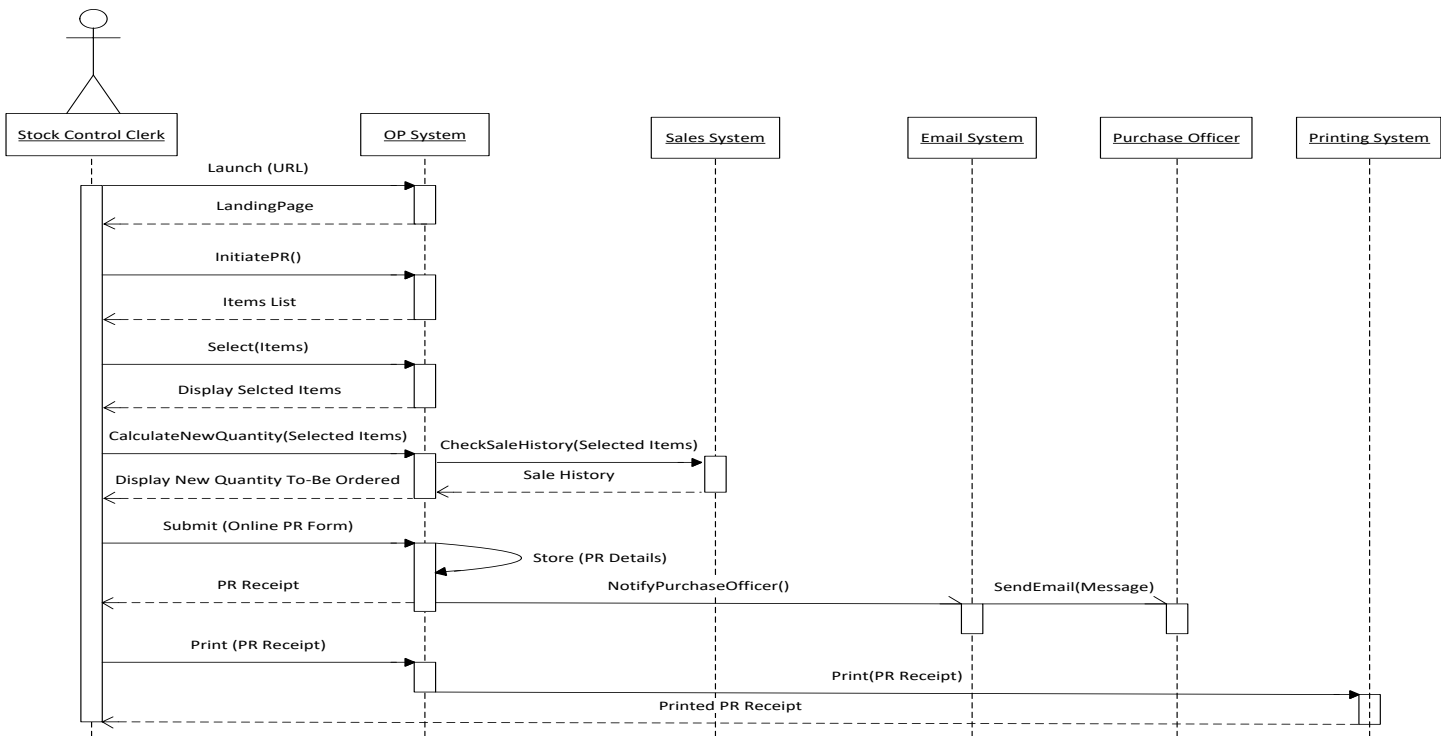 Stock Control Clerk
OP System
Sales System
Email System
Purchase Officer
Printing System
Launch (URL)
LandingPage
InitiatePR()
Items List
Select(Items)
Display Selcted Items
CalculateNewQuantity(Selected Items)
CheckSaleHistory(Selected Items)
Sale History
Display New Quantity To-Be Ordered
Submit (Online PR Form)
Store (PR Details)
PR Receipt
NotifyPurchaseOfficer()
SendEmail(Message)
Print (PR Receipt)
Print(PR Receipt)
Printed PR Receipt